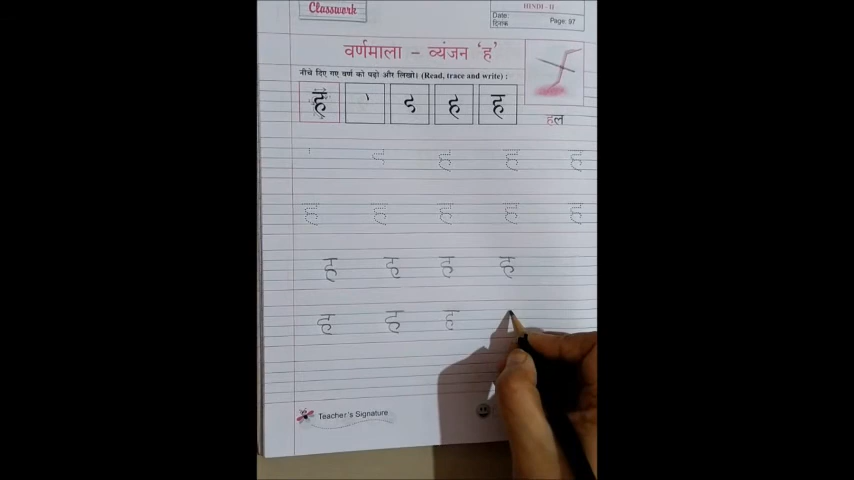 Classwork
HINDI - II
Date:
दिनांक
Page: 97
वर्णमाला – व्यंजन 'ह'
नीचे दिए गए वर्ण को पढ़ो और लिखो। (Read, trace and write) :
ह ह ह
हल
ह ह ह
ह ह ह ह ह
ह ह ह ह
ह ह ह
Teacher's Signature